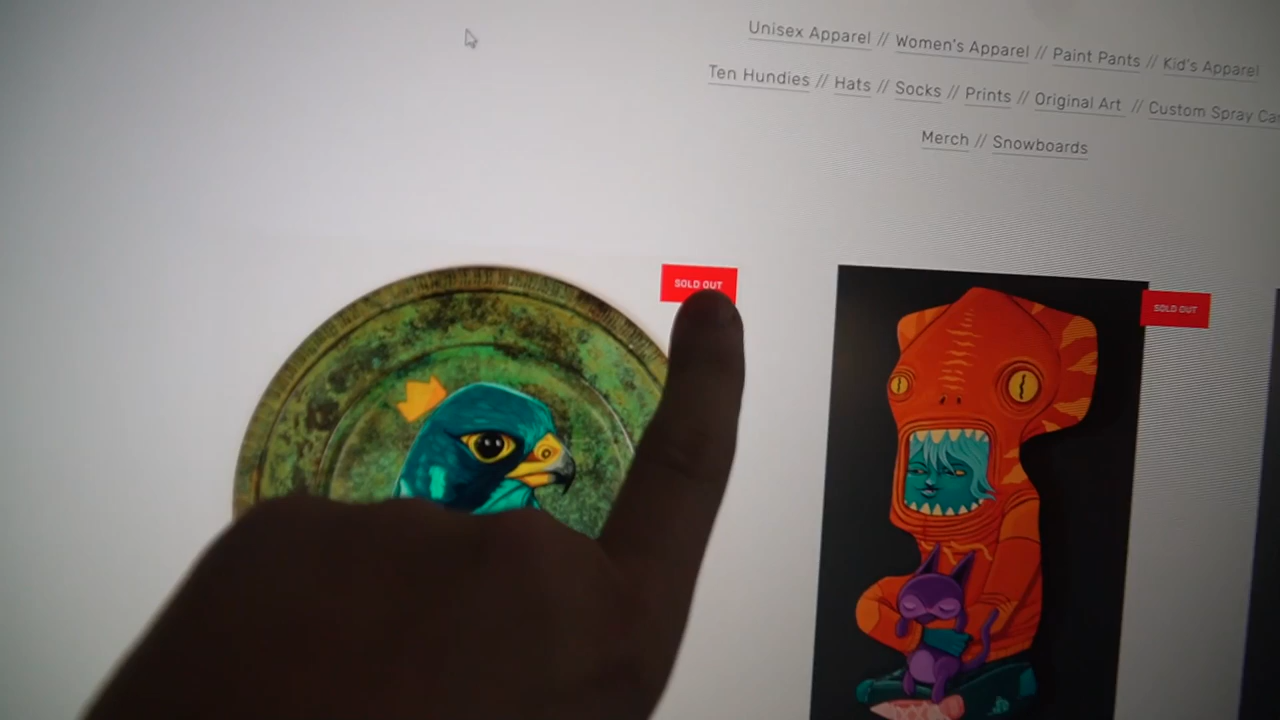 Unisex Apparel // Women's Apparel // Paint Pants // Kid's Apparel
Ten Hundies // Hats // Socks // Prints // Original Art // Custom Spray Ca
Merch // Snowboards
SOLD OUT
SOLD OUT